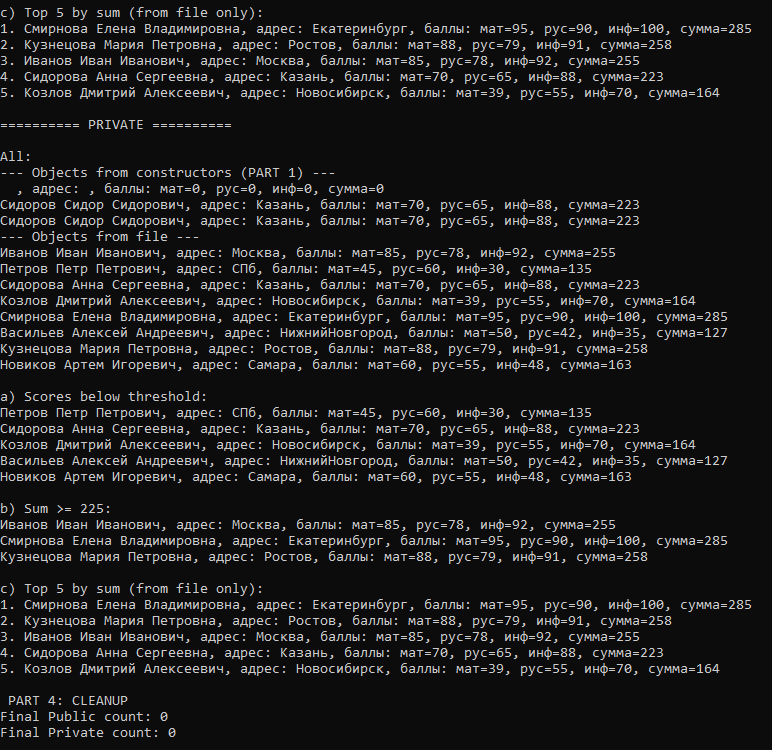 c) Top 5 by sum (from file only):
1. Смирнова Елена Владимировна, адрес: Екатеринбург, баллы: мат=95, рус=90, инф=100, сумма=285
2. Кузнецова Мария Петровна, адрес: Ростов, баллы: мат=88, рус=79, инф=91, сумма=258
3. Иванов Иван Иванович, адрес: Москва, баллы: мат=85, рус=78, инф=92, сумма=255
4. Сидорова Анна Сергеевна, адрес: Казань, баллы: мат=70, рус=65, инф=88, сумма=223
5. Козлов Дмитрий Алексеевич, адрес: Новосибирск, баллы: мат=39, рус=55, инф=70, сумма=164
========== PRIVATE ==========
All:
--- Objects from constructors (PART 1) ---
  , адрес: , баллы: мат=0, рус=0, инф=0, сумма=0
Сидоров Сидор Сидорович, адрес: Казань, баллы: мат=70, рус=65, инф=88, сумма=223
Сидоров Сидор Сидорович, адрес: Казань, баллы: мат=70, рус=65, инф=88, сумма=223
--- Objects from file ---
Иванов Иван Иванович, адрес: Москва, баллы: мат=85, рус=78, инф=92, сумма=255
Петров Петр Петрович, адрес: СПб, баллы: мат=45, рус=60, инф=30, сумма=135
Сидорова Анна Сергеевна, адрес: Казань, баллы: мат=70, рус=65, инф=88, сумма=223
Козлов Дмитрий Алексеевич, адрес: Новосибирск, баллы: мат=39, рус=55, инф=70, сумма=164
Смирнова Елена Владимировна, адрес: Екатеринбург, баллы: мат=95, рус=90, инф=100, сумма=285
Васильев Алексей Андреевич, адрес: НижнийНовгород, баллы: мат=50, рус=42, инф=35, сумма=127
Кузнецова Мария Петровна, адрес: Ростов, баллы: мат=88, рус=79, инф=91, сумма=258
Новиков Артем Игоревич, адрес: Самара, баллы: мат=60, рус=55, инф=48, сумма=163
a) Scores below threshold:
Петров Петр Петрович, адрес: СПб, баллы: мат=45, рус=60, инф=30, сумма=135
Сидорова Анна Сергеевна, адрес: Казань, баллы: мат=70, рус=65, инф=88, сумма=223
Козлов Дмитрий Алексеевич, адрес: Новосибирск, баллы: мат=39, рус=55, инф=70, сумма=164
Васильев Алексей Андреевич, адрес: НижнийНовгород, баллы: мат=50, рус=42, инф=35, сумма=127
Новиков Артем Игоревич, адрес: Самара, баллы: мат=60, рус=55, инф=48, сумма=163
b) Sum >= 225:
Иванов Иван Иванович, адрес: Москва, баллы: мат=85, рус=78, инф=92, сумма=255
Смирнова Елена Владимировна, адрес: Екатеринбург, баллы: мат=95, рус=90, инф=100, сумма=285
Кузнецова Мария Петровна, адрес: Ростов, баллы: мат=88, рус=79, инф=91, сумма=258
c) Top 5 by sum (from file only):
1. Смирнова Елена Владимировна, адрес: Екатеринбург, баллы: мат=95, рус=90, инф=100, сумма=285
2. Кузнецова Мария Петровна, адрес: Ростов, баллы: мат=88, рус=79, инф=91, сумма=258
3. Иванов Иван Иванович, адрес: Москва, баллы: мат=85, рус=78, инф=92, сумма=255
4. Сидорова Анна Сергеевна, адрес: Казань, баллы: мат=70, рус=65, инф=88, сумма=223
5. Козлов Дмитрий Алексеевич, адрес: Новосибирск, баллы: мат=39, рус=55, инф=70, сумма=164
PART 4: CLEANUP
Final Public count: 0
Final Private count: 0